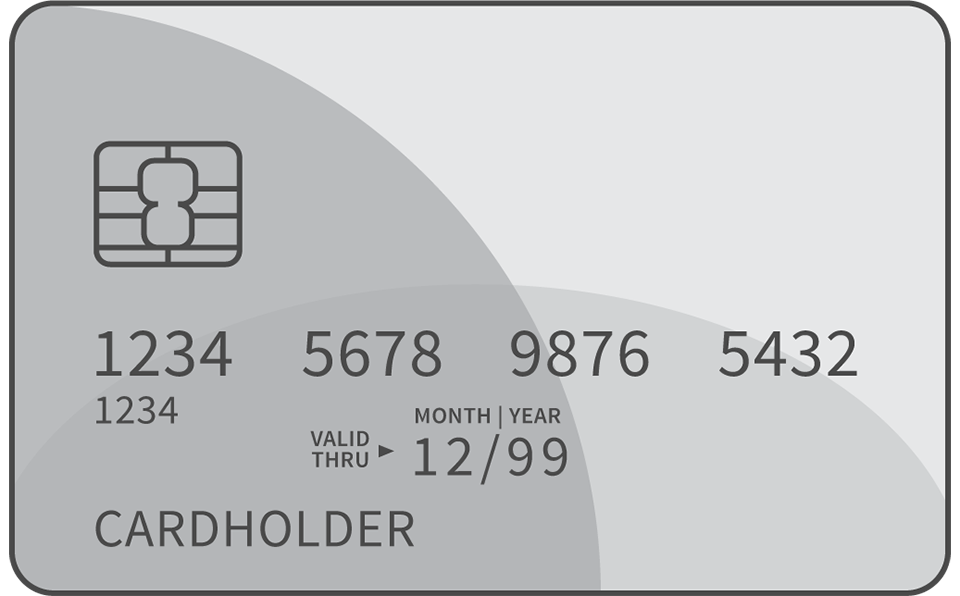 1234 5678 9876 5432
1234
MONTH | YEAR
VALID
THRU ► 12/99
CARDHOLDER